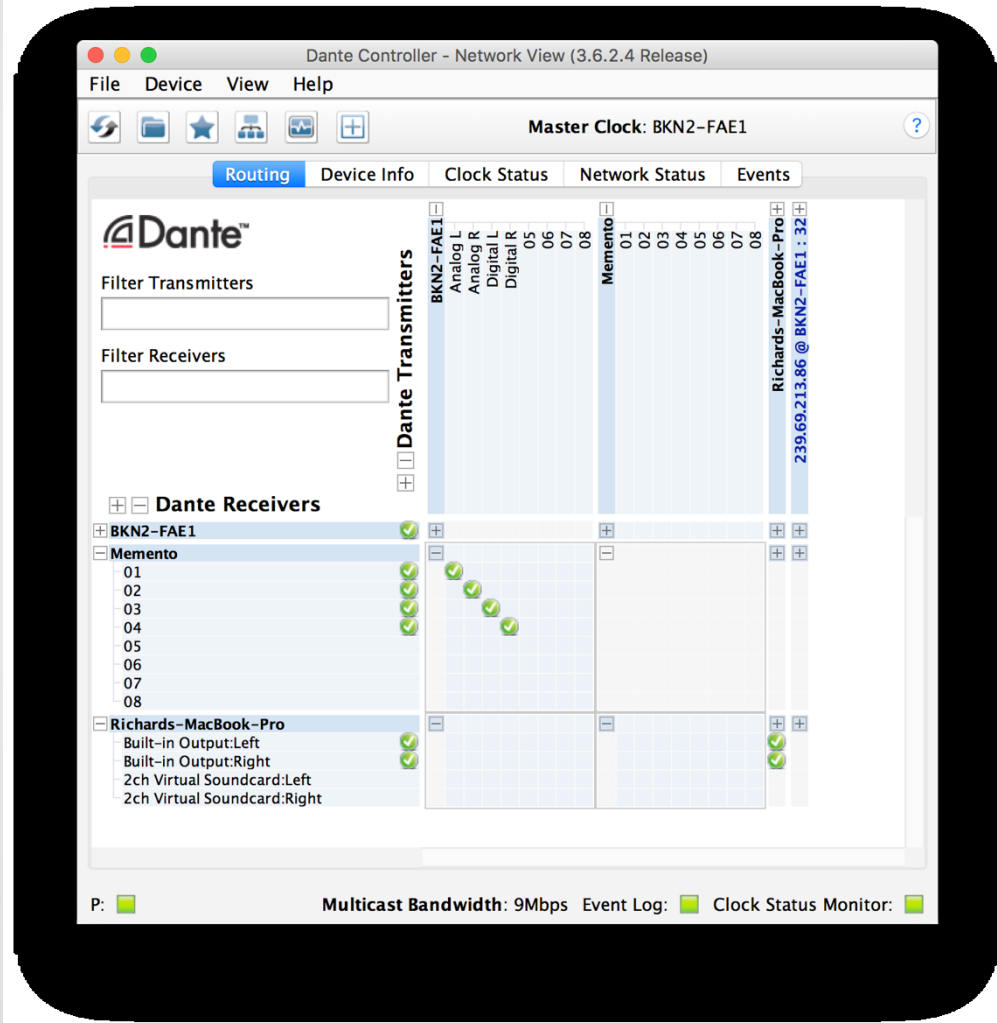 Dante Controller - Network View (3.6.2.4 Release)
File Device View Help
Master Clock: BKN2-FAE1
?
Routing Device Info Clock Status Network Status Events
Dante™
Filter Transmitters
Filter Receivers
Dante Transmitters
BKN2-FAE1
Analog L
Analog R
Digital L
Digital R
05
06
07
08
Memento
01
02
03
04
05
06
07
08
Richards-MacBook-Pro
239.69.213.86 @ BKN2-FAE1 : 32
Dante Receivers
BKN2-FAE1
Memento
01
02
03
04
05
06
07
08
Richards-MacBook-Pro
Built-in Output:Left
Built-in Output:Right
2ch Virtual Soundcard:Left
2ch Virtual Soundcard:Right
P: Multicast Bandwidth: 9Mbps Event Log: Clock Status Monitor: